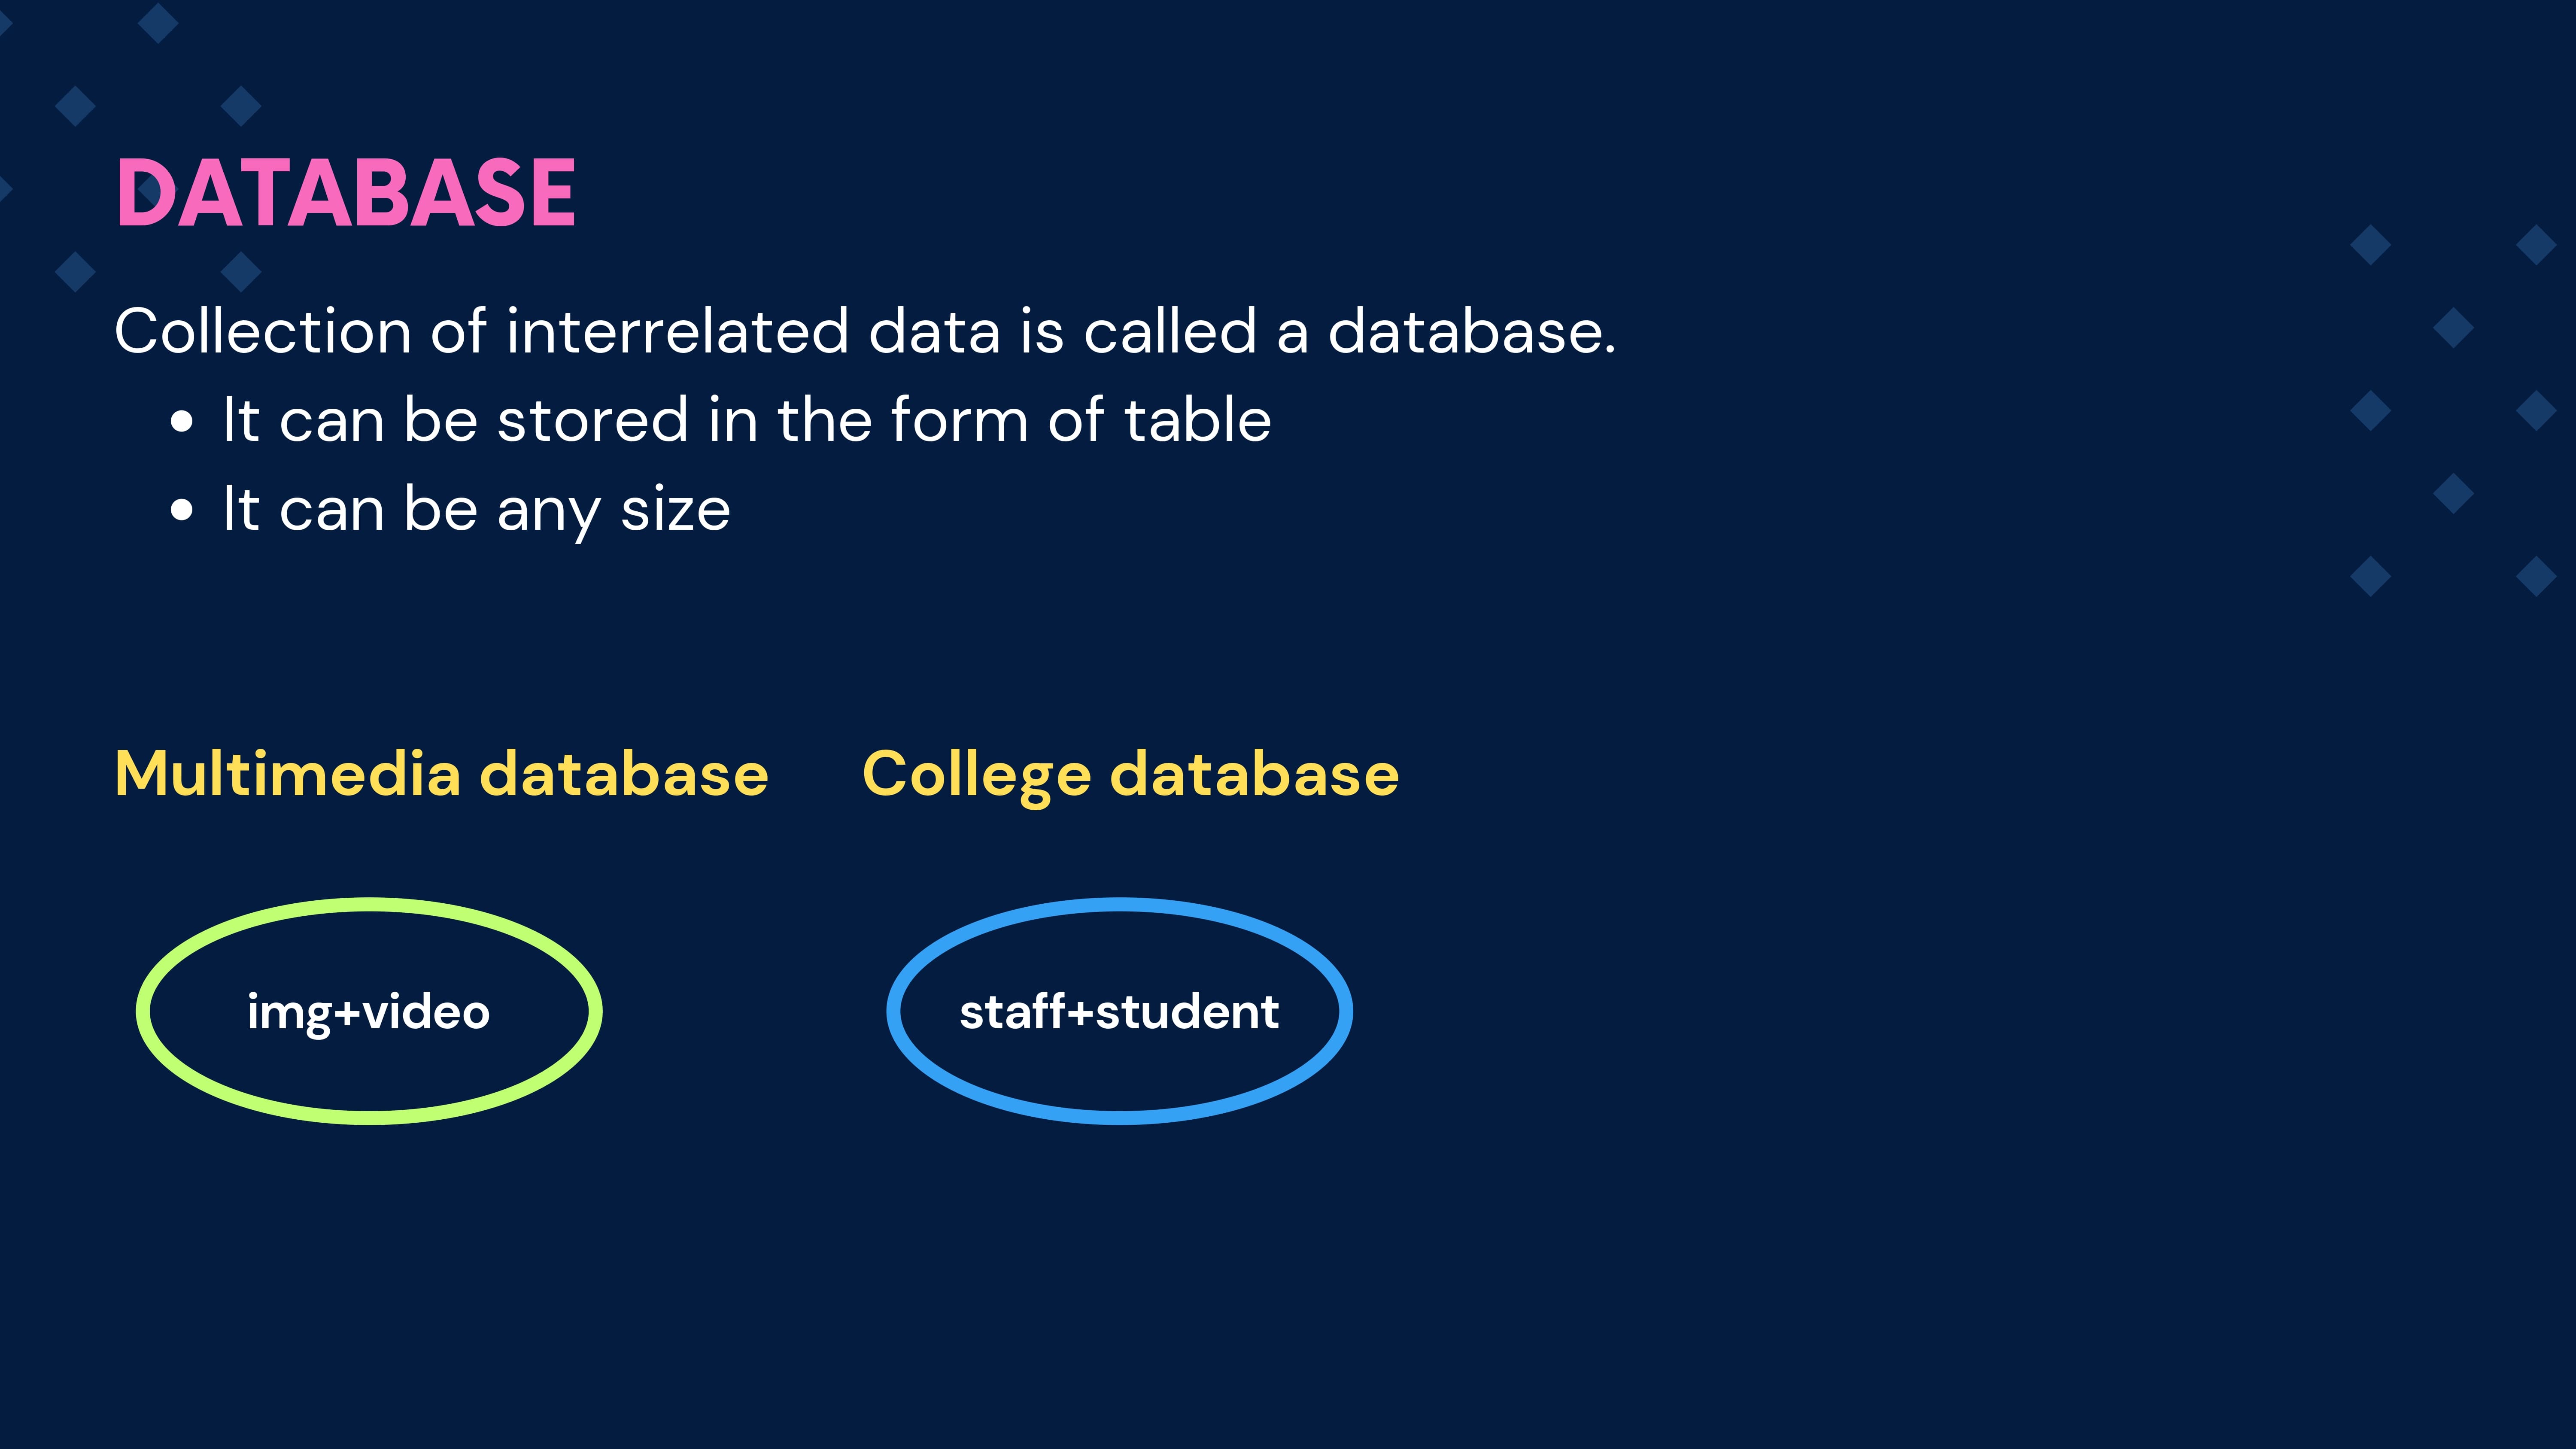 DATABASE
Collection of interrelated data is called a database.
• It can be stored in the form of table
• It can be any size
Multimedia database
College database
img+video
staff+student